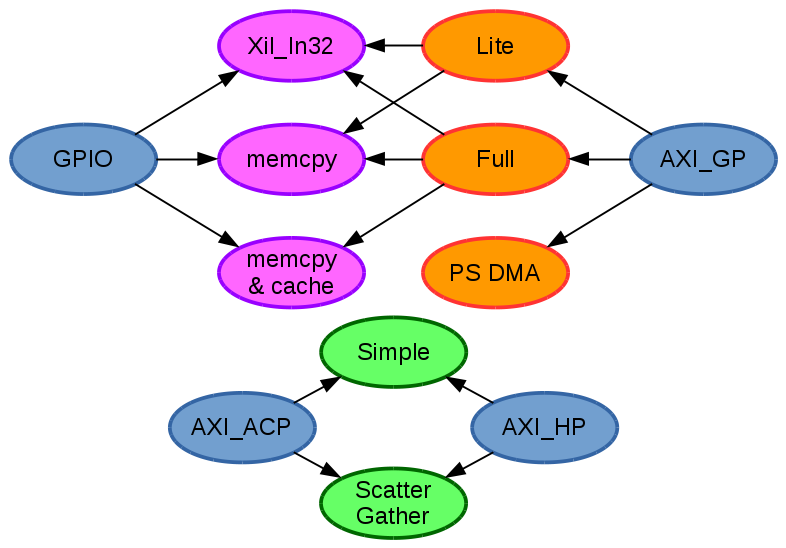 Xil_In32
Lite
GPIO
memcpy
Full
AXI_GP
memcpy
& cache
PS DMA
Simple
AXI_ACP
AXI_HP
Scatter
Gather